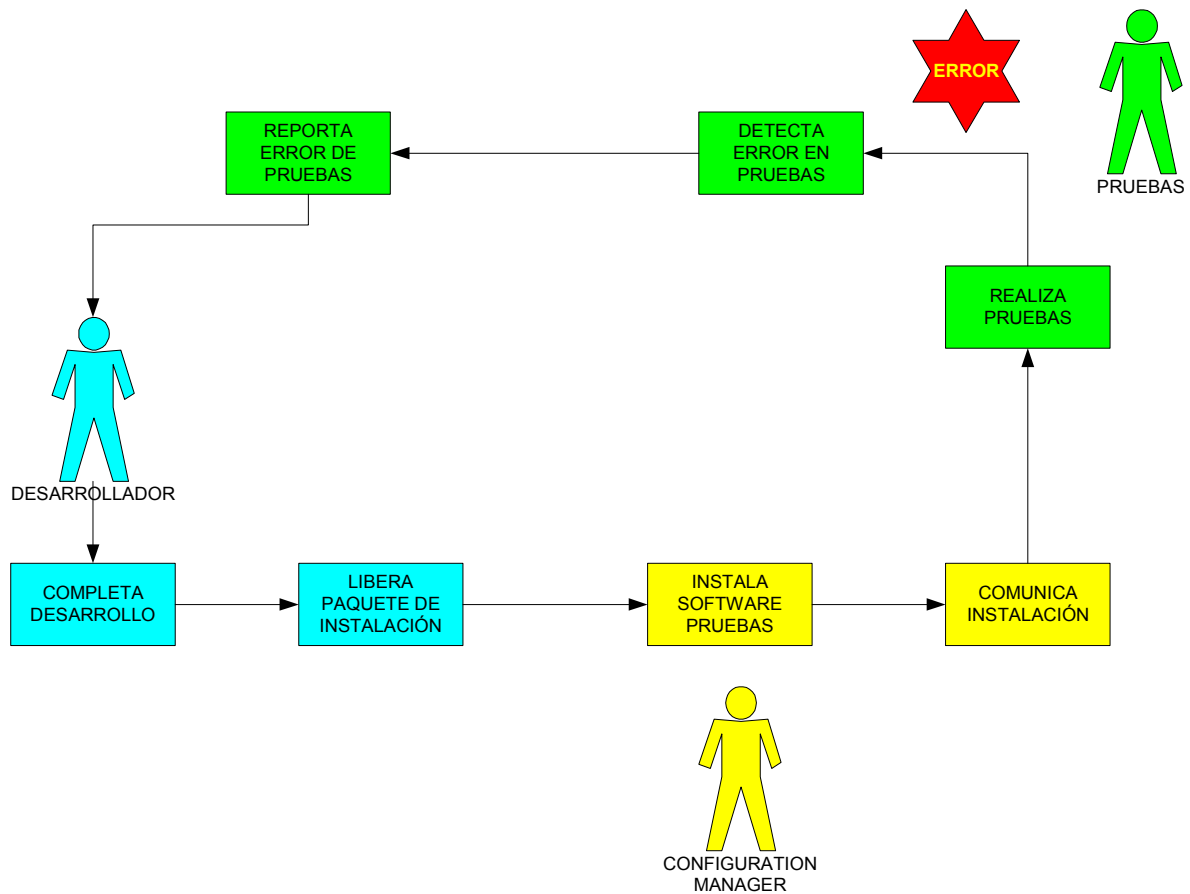 ERROR
PRUEBAS
REPORTA
ERROR DE
PRUEBAS
DETECTA
ERROR EN
PRUEBAS
REALIZA
PRUEBAS
DESARROLLADOR
COMPLETA
DESARROLLO
LIBERA
PAQUETE DE
INSTALACIÓN
INSTALA
SOFTWARE
PRUEBAS
COMUNICA
INSTALACIÓN
CONFIGURATION
MANAGER